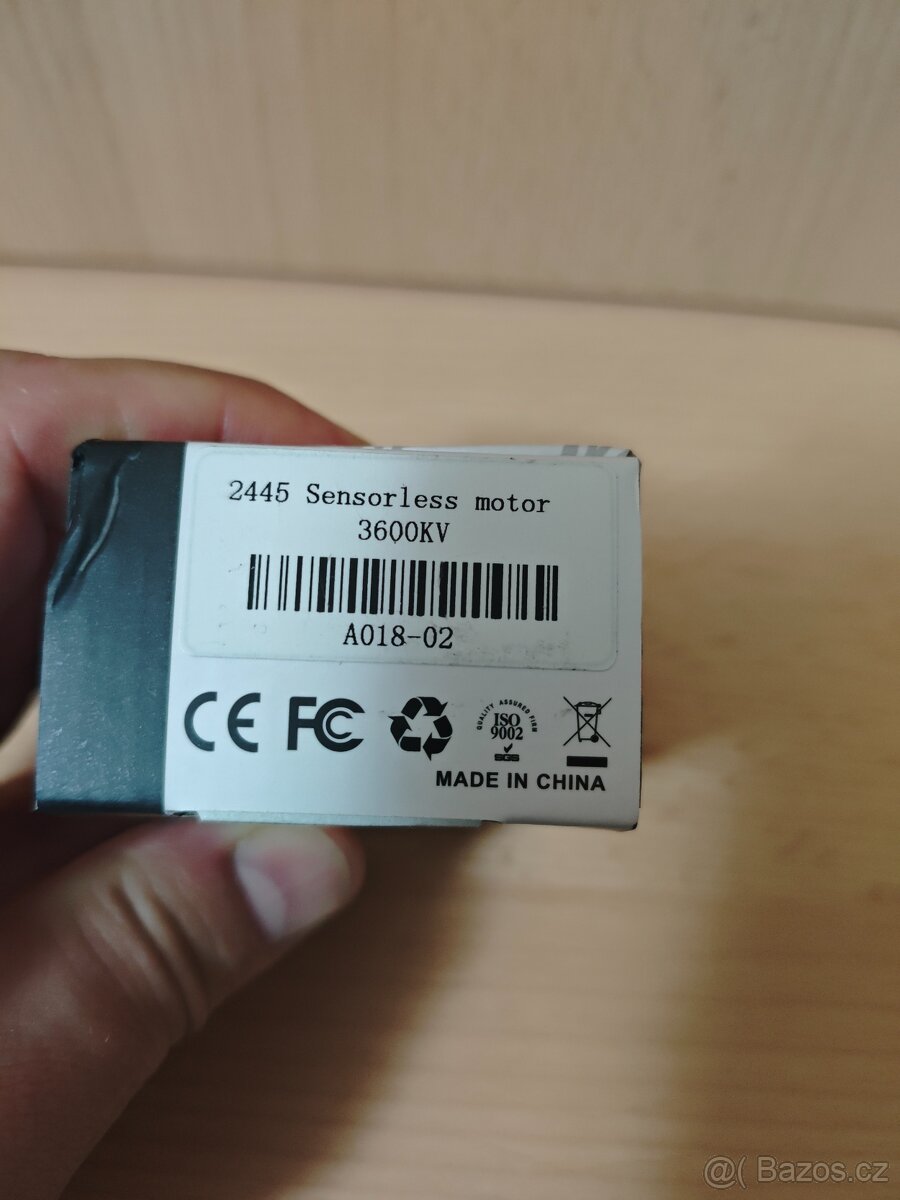 2445 Sensorless motor
3600KV
A018-02
CE FC
QUALITY ASSURED FIRM
ISO
9002
SGS
MADE IN CHINA
@( Bazos.cz